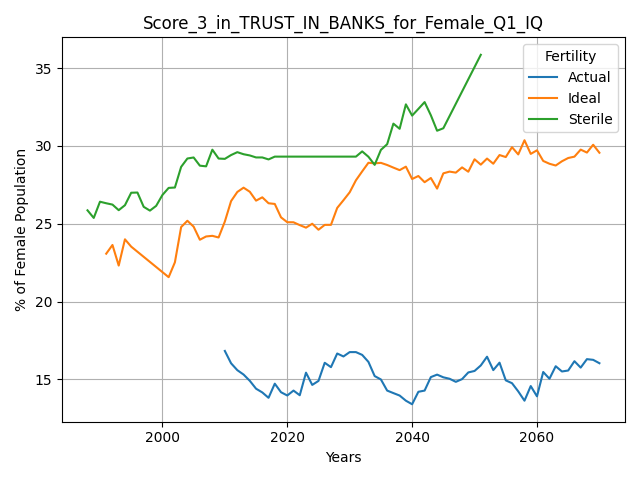 Score_3_in_TRUST_IN_BANKS_for_Female_Q1_IQ
Fertility
Actual
Ideal
Sterile
% of Female Population
35
30
25
20
15
2000
2020
2040
2060
Years